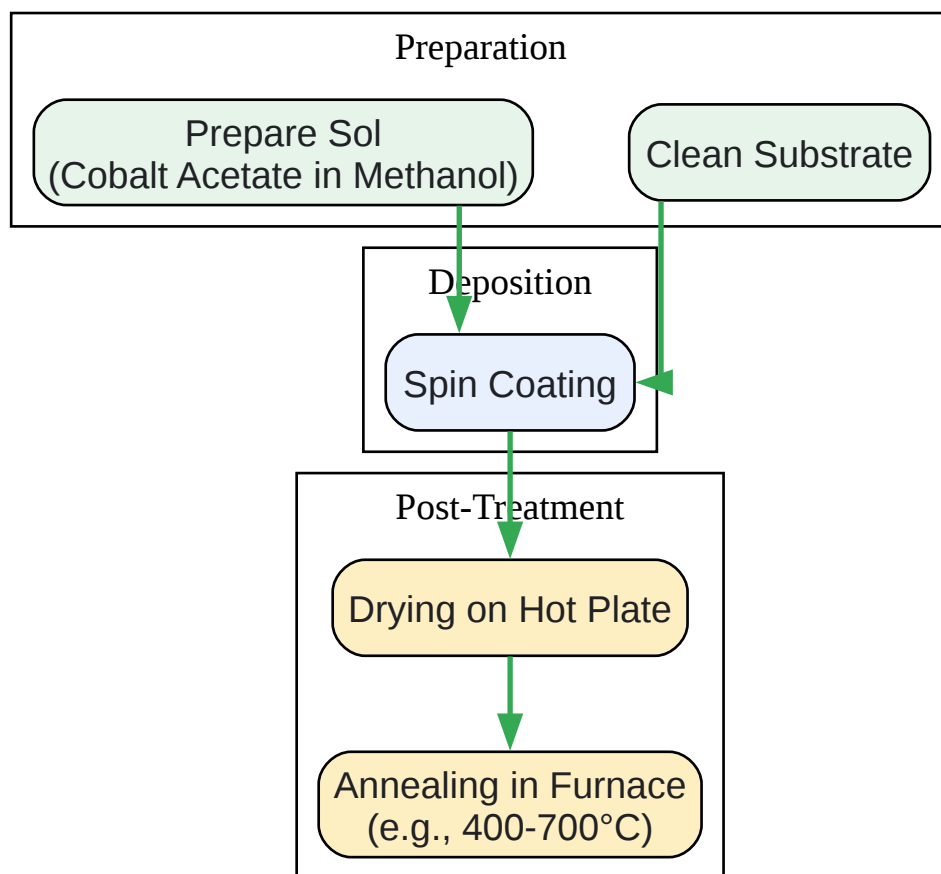 Preparation
Prepare Sol
(Cobalt Acetate in Methanol)
Clean Substrate
Deposition
Spin Coating
Post-Treatment
Drying on Hot Plate
Annealing in Furnace
(e.g., 400-700°C)